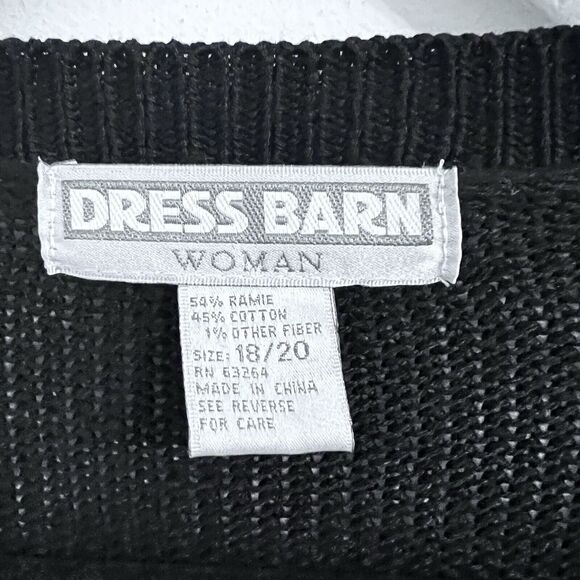 DRESS BARN
WOMAN
54% RAMIE
45% COTTON
1% OTHER FIBER
SIZE: 18/20
RN 63264
MADE IN CHINA
SEE REVERSE
FOR CARE